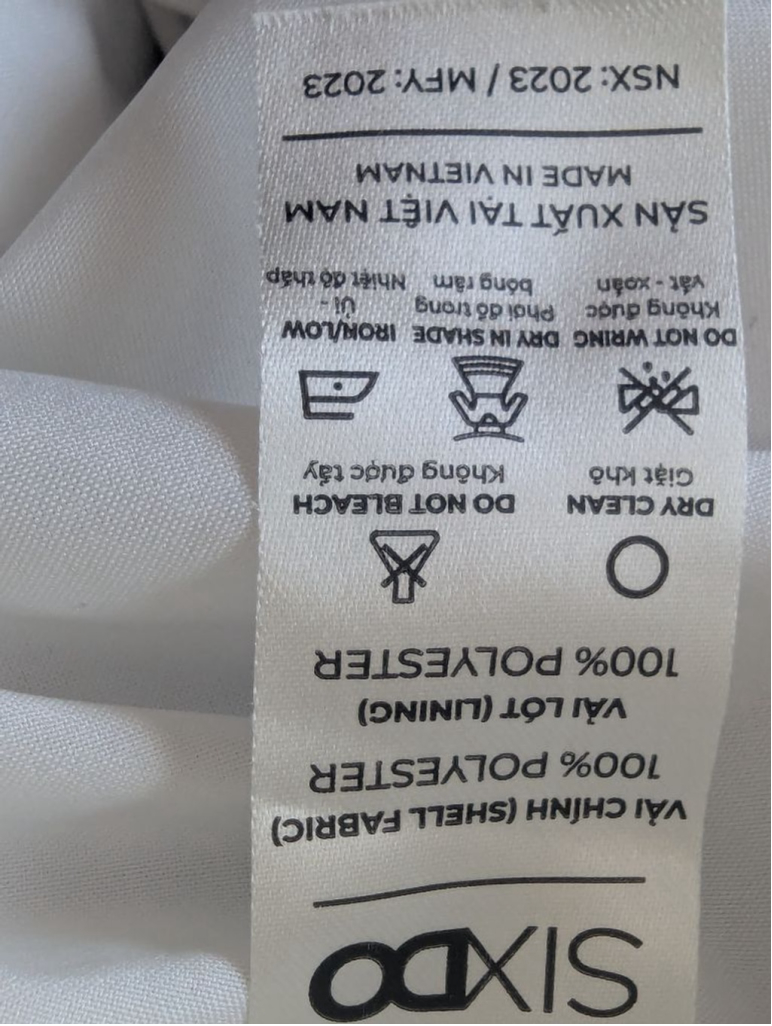 SIXDO
VẢI CHÍNH (SHELL FABRIC)
100% POLYESTER
VẢI LÓT (LINING)
100% POLYESTER
DRY CLEAN DO NOT BLEACH
Giặt khô Không được tẩy
DO NOT WRING DRY IN SHADE IRON/LOW
Không được Phơi đồ trong Ủi -
vắt - xoắn bóng râm Nhiệt độ thấp
SẢN XUẤT TẠI VIỆT NAM
MADE IN VIETNAM
NSX: 2023 / MFY: 2023